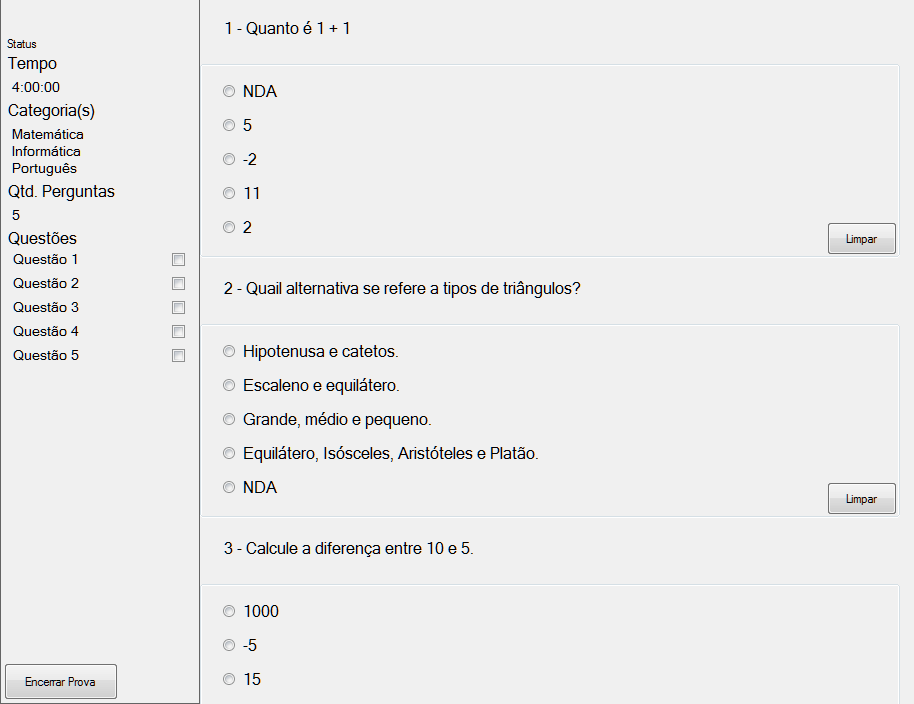 Status
Tempo
4:00:00
Categoria(s)
Matemática
Informática
Português
Qtd. Perguntas
5
Questões
Questão 1
Questão 2
Questão 3
Questão 4
Questão 5
Encerrar Prova
1 - Quanto é 1 + 1
NDA
5
-2
11
2
Limpar
2 - Quail alternativa se refere a tipos de triângulos?
Hipotenusa e catetos.
Escaleno e equilátero.
Grande, médio e pequeno.
Equilátero, Isósceles, Aristóteles e Platão.
NDA
Limpar
3 - Calcule a diferença entre 10 e 5.
1000
-5
15